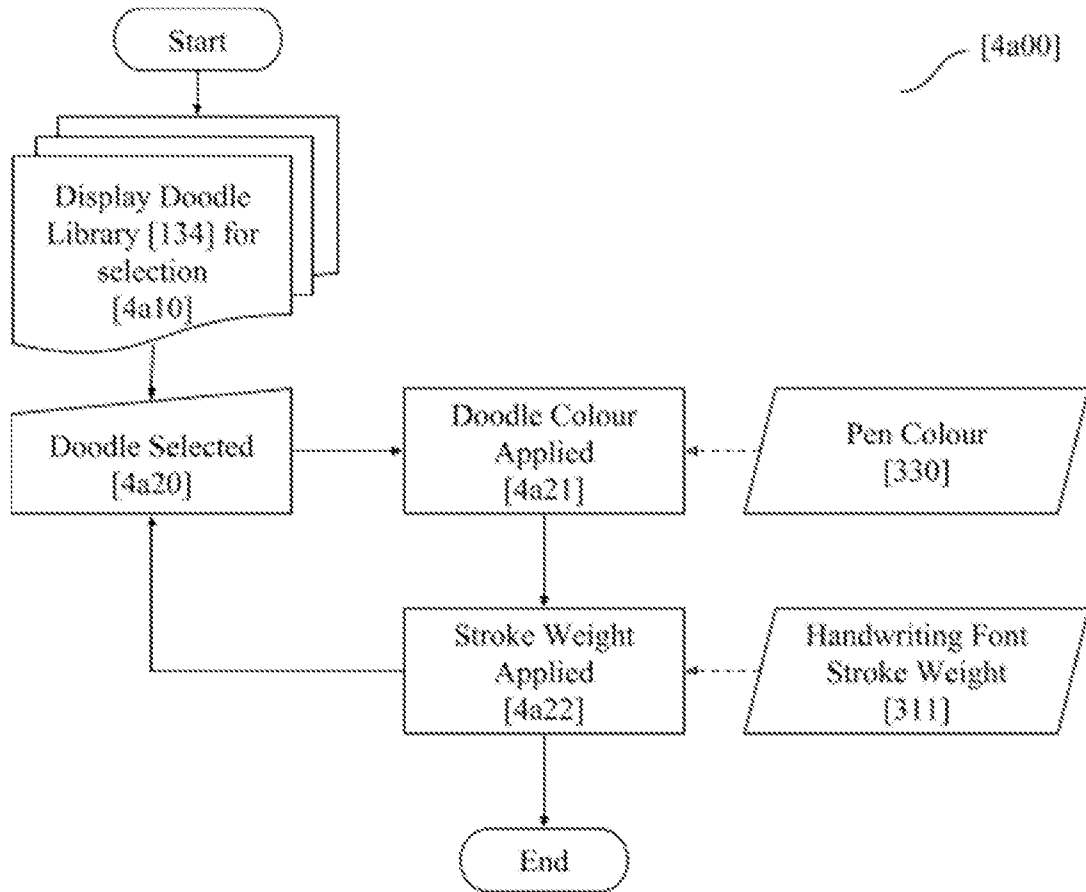 Start
[4a00]
Display Doodle
Library [134] for
selection
[4a10]
Doodle Selected
[4a20]
Doodle Colour
Applied
[4a21]
Pen Colour
[330]
Stroke Weight
Applied
[4a22]
Handwriting Font
Stroke Weight
[311]
End